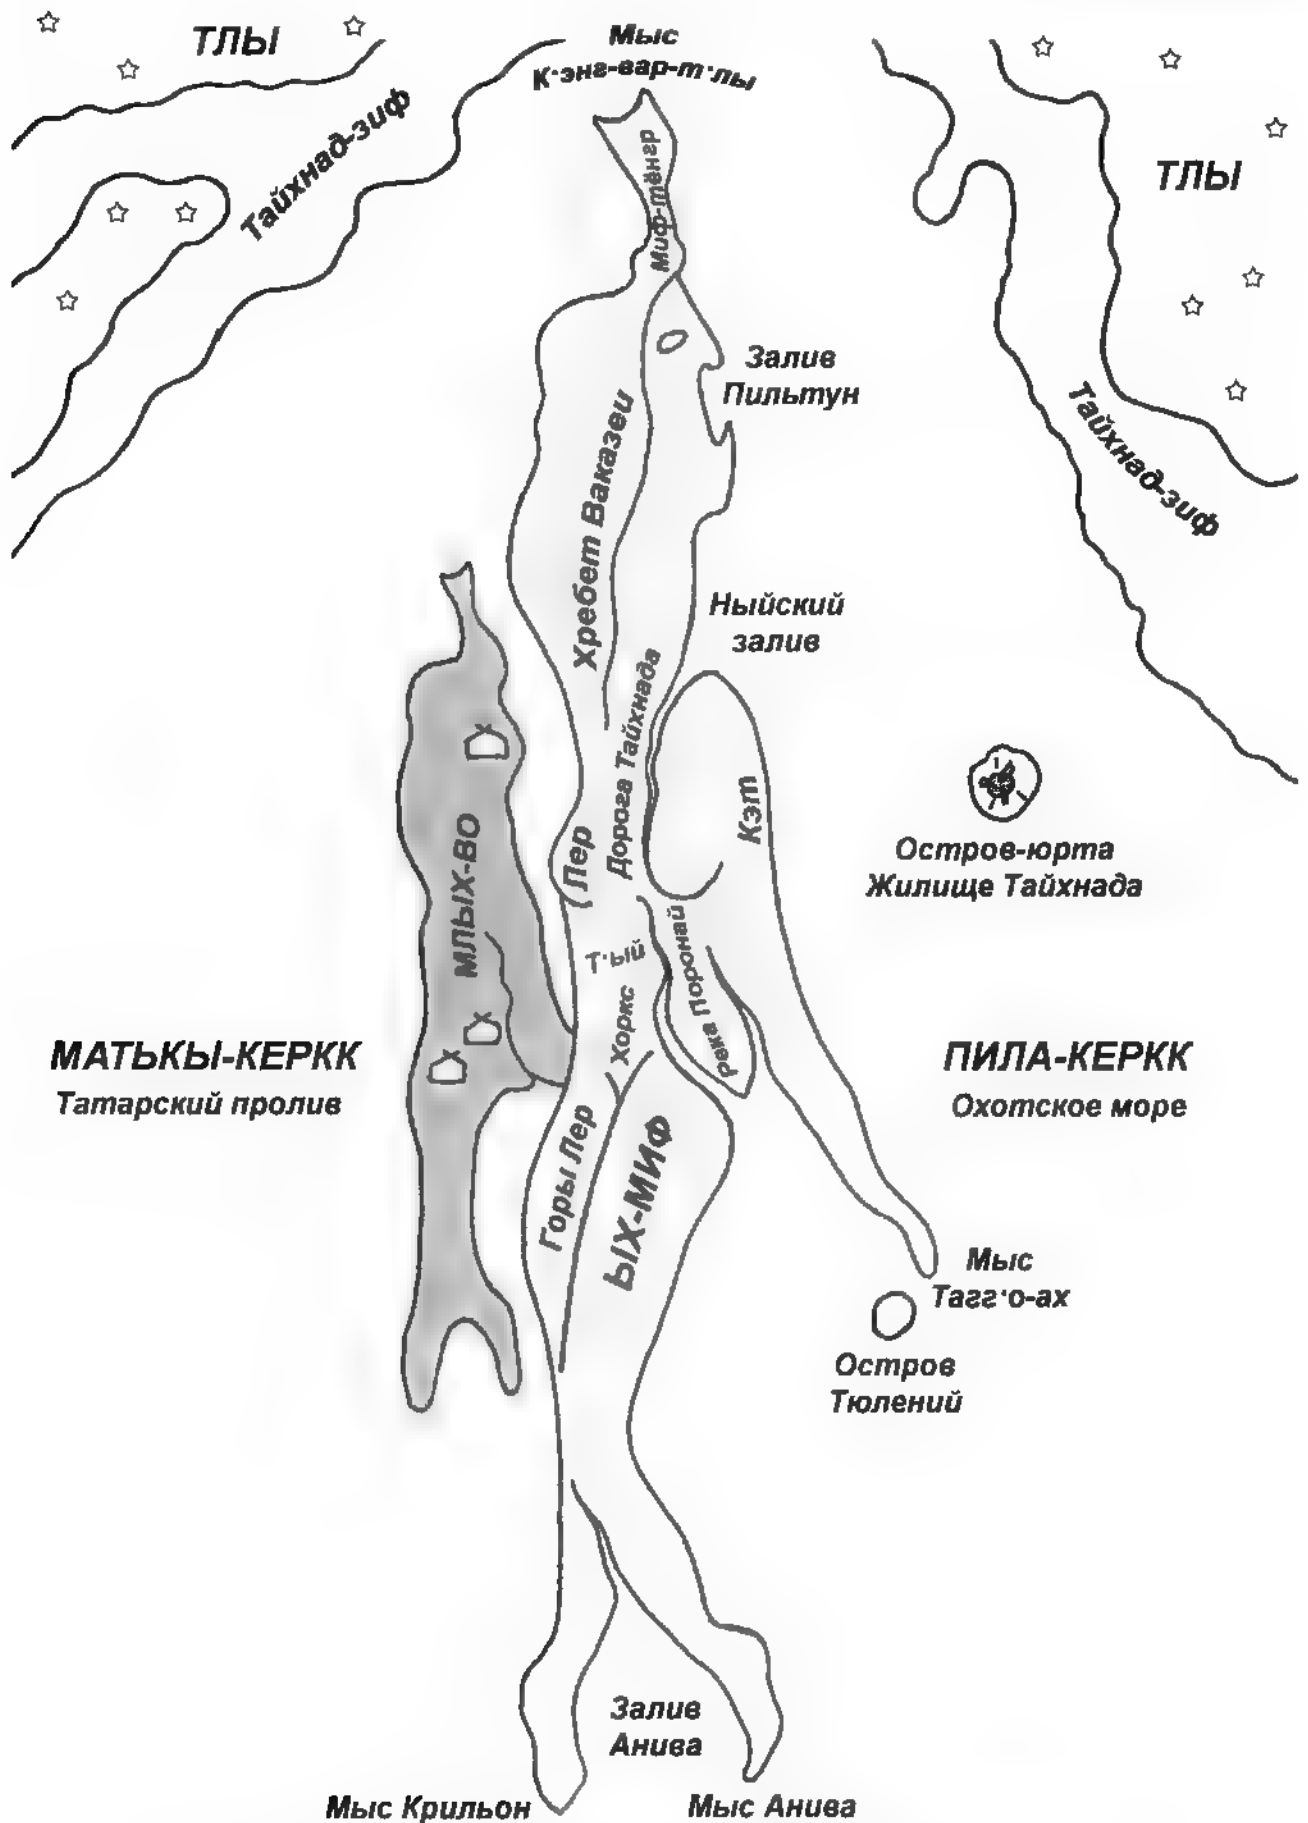 ТЛЫ
Мыс
К'энг-вар-т'лы
Тайхнад-зиф
Миф-тёнгр
ТЛЫ
Залив
Пильтун
Тайхнад-зиф
Хребет Ваказеи
Ныйский
залив
Дорога Тайхнада
Кэт
Остров-юрта
Жилище Тайхнада
МЛЫХ-ВО
Лер
Т'ый
Река Поронай
Хоркс
МАТЬКЫ-КЕРКК
Татарский пролив
ПИЛА-КЕРКК
Охотское море
Горы Лер
ЫХ-МИФ
Мыс
Тагг'о-ах
Остров
Тюлений
Залив
Анива
Мыс Крильон
Мыс Анива